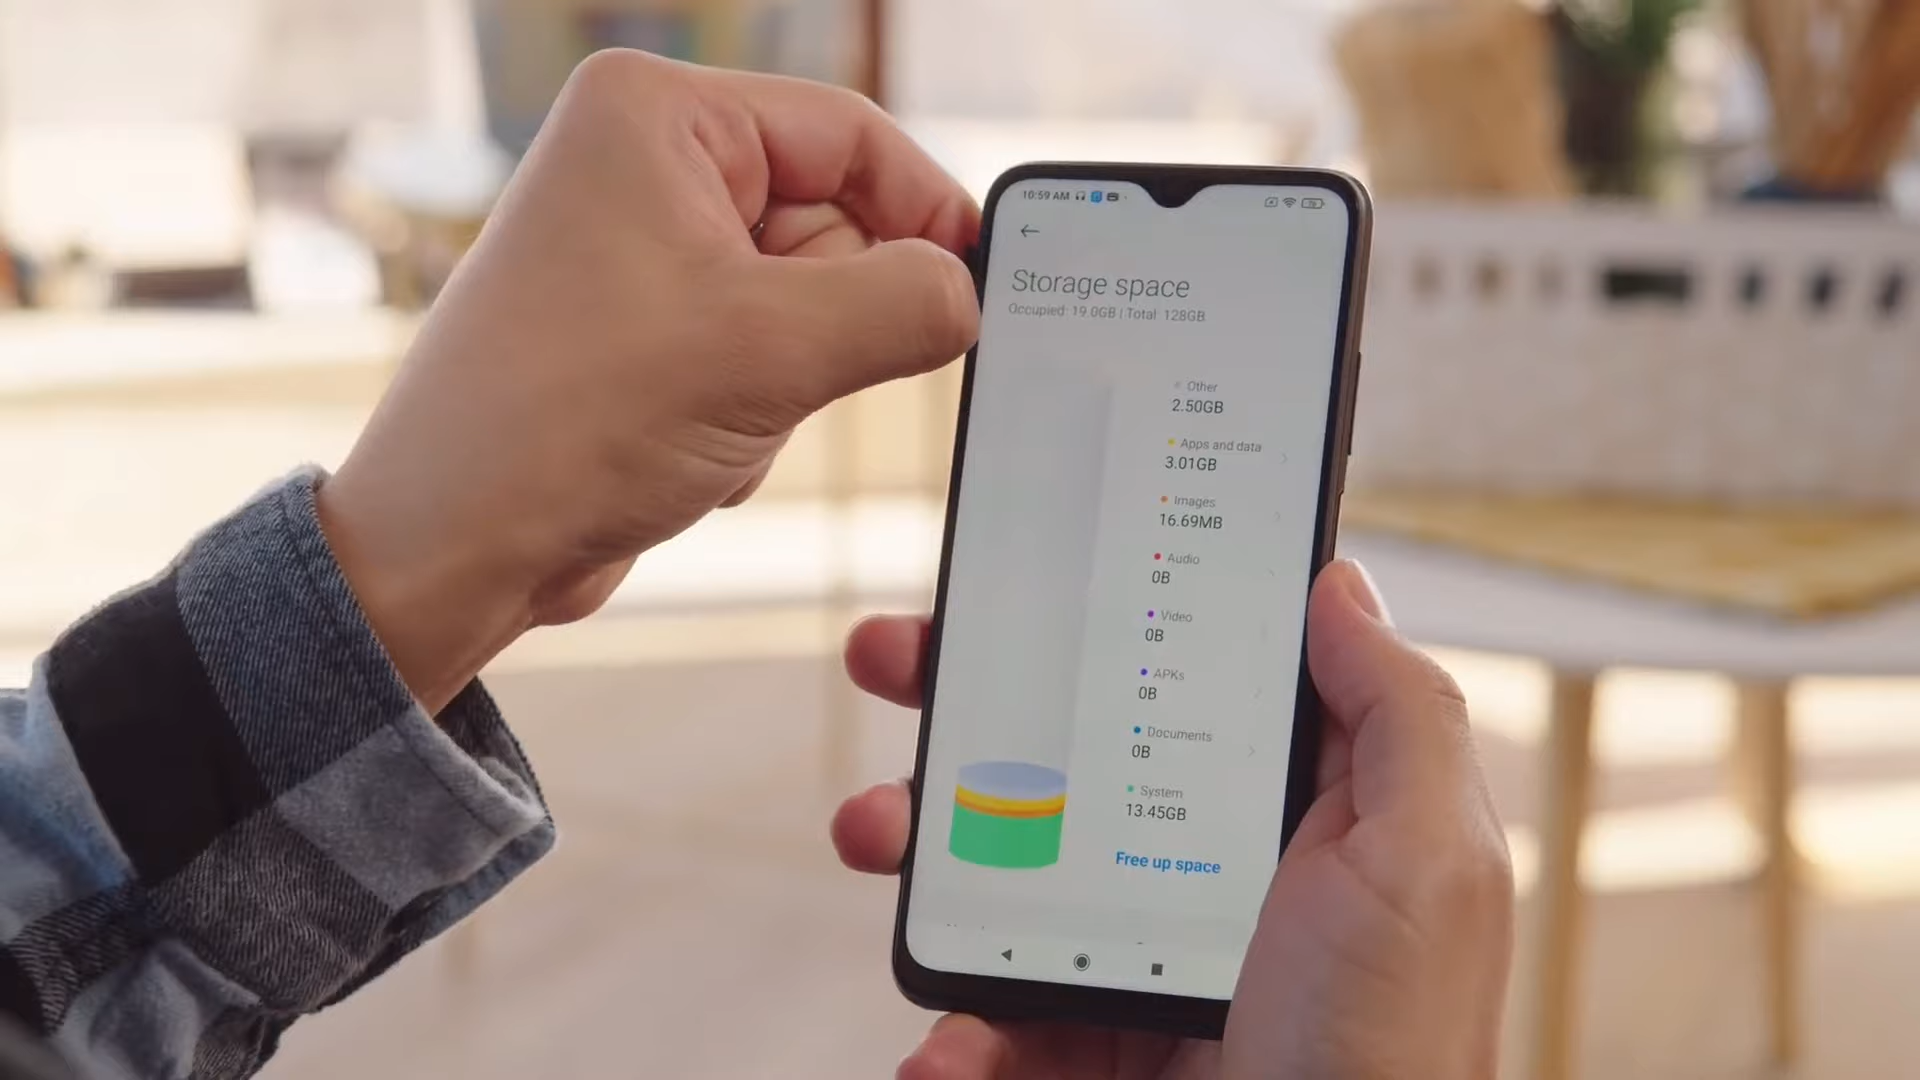 10:59 AM
Storage space
Occupied: 19.0GB | Total: 128GB
Other
2.50GB
Apps and data
3.01GB
Images
16.69MB
Audio
0B
Video
0B
APKs
0B
Documents
0B
System
13.45GB
Free up space